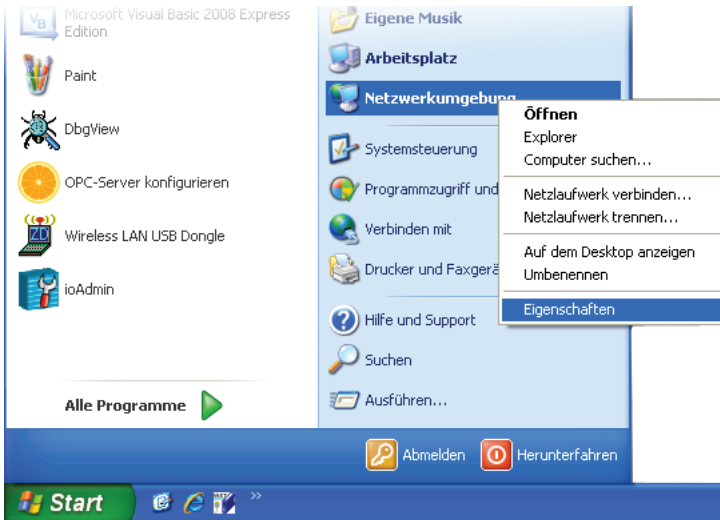 Microsoft Visual Basic 2008 Express
Edition
Paint
DbgView
OPC-Server konfigurieren
Wireless LAN USB Dongle
ioAdmin
Alle Programme
Eigene Musik
Arbeitsplatz
Netzwerkumgebung
Systemsteuerung
Programmzugriff und
Verbinden mit
Drucker und Faxgerä
Hilfe und Support
Suchen
Ausführen...
Öffnen
Explorer
Computer suchen...
Netzlaufwerk verbinden...
Netzlaufwerk trennen...
Auf dem Desktop anzeigen
Umbenennen
Eigenschaften
Abmelden
Herunterfahren
Start